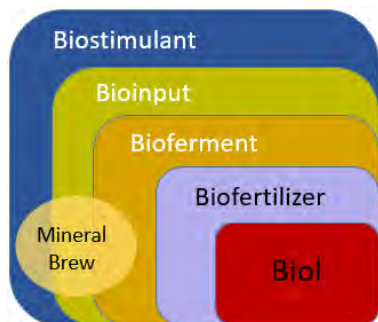 Biostimulant
Bioinput
Bioferment
Biofertilizer
Mineral
Brew
Biol